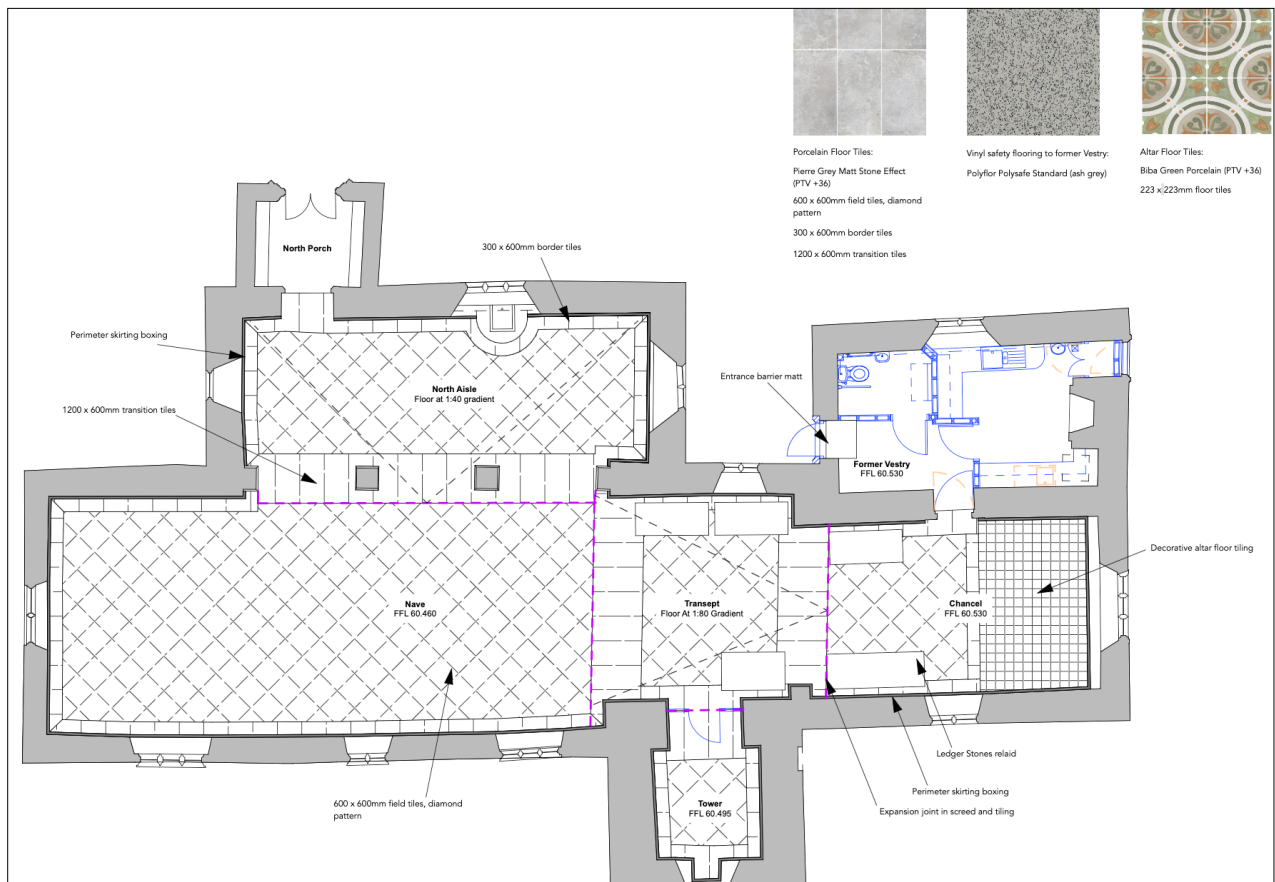 Porcelain Floor Tiles:
Pierre Grey Matt Stone Effect
(PTV +36)
600 x 600mm field tiles, diamond
pattern
300 x 600mm border tiles
1200 x 600mm transition tiles
Vinyl safety flooring to former Vestry:
Polyflor Polysafe Standard (ash grey)
Altar Floor Tiles:
Biba Green Porcelain (PTV +36)
223 x 223mm floor tiles
North Porch
300 x 600mm border tiles
Perimeter skirting boxing
North Aisle
Floor at 1:40 gradient
1200 x 600mm transition tiles
Entrance barrier matt
Former Vestry
FFL 60.530
Decorative altar floor tiling
Nave
FFL 60.460
Transept
Floor At 1:80 Gradient
Chancel
FFL 60.530
Ledger Stones relaid
Perimeter skirting boxing
Expansion joint in screed and tiling
600 x 600mm field tiles, diamond
pattern
Tower
FFL 60.495